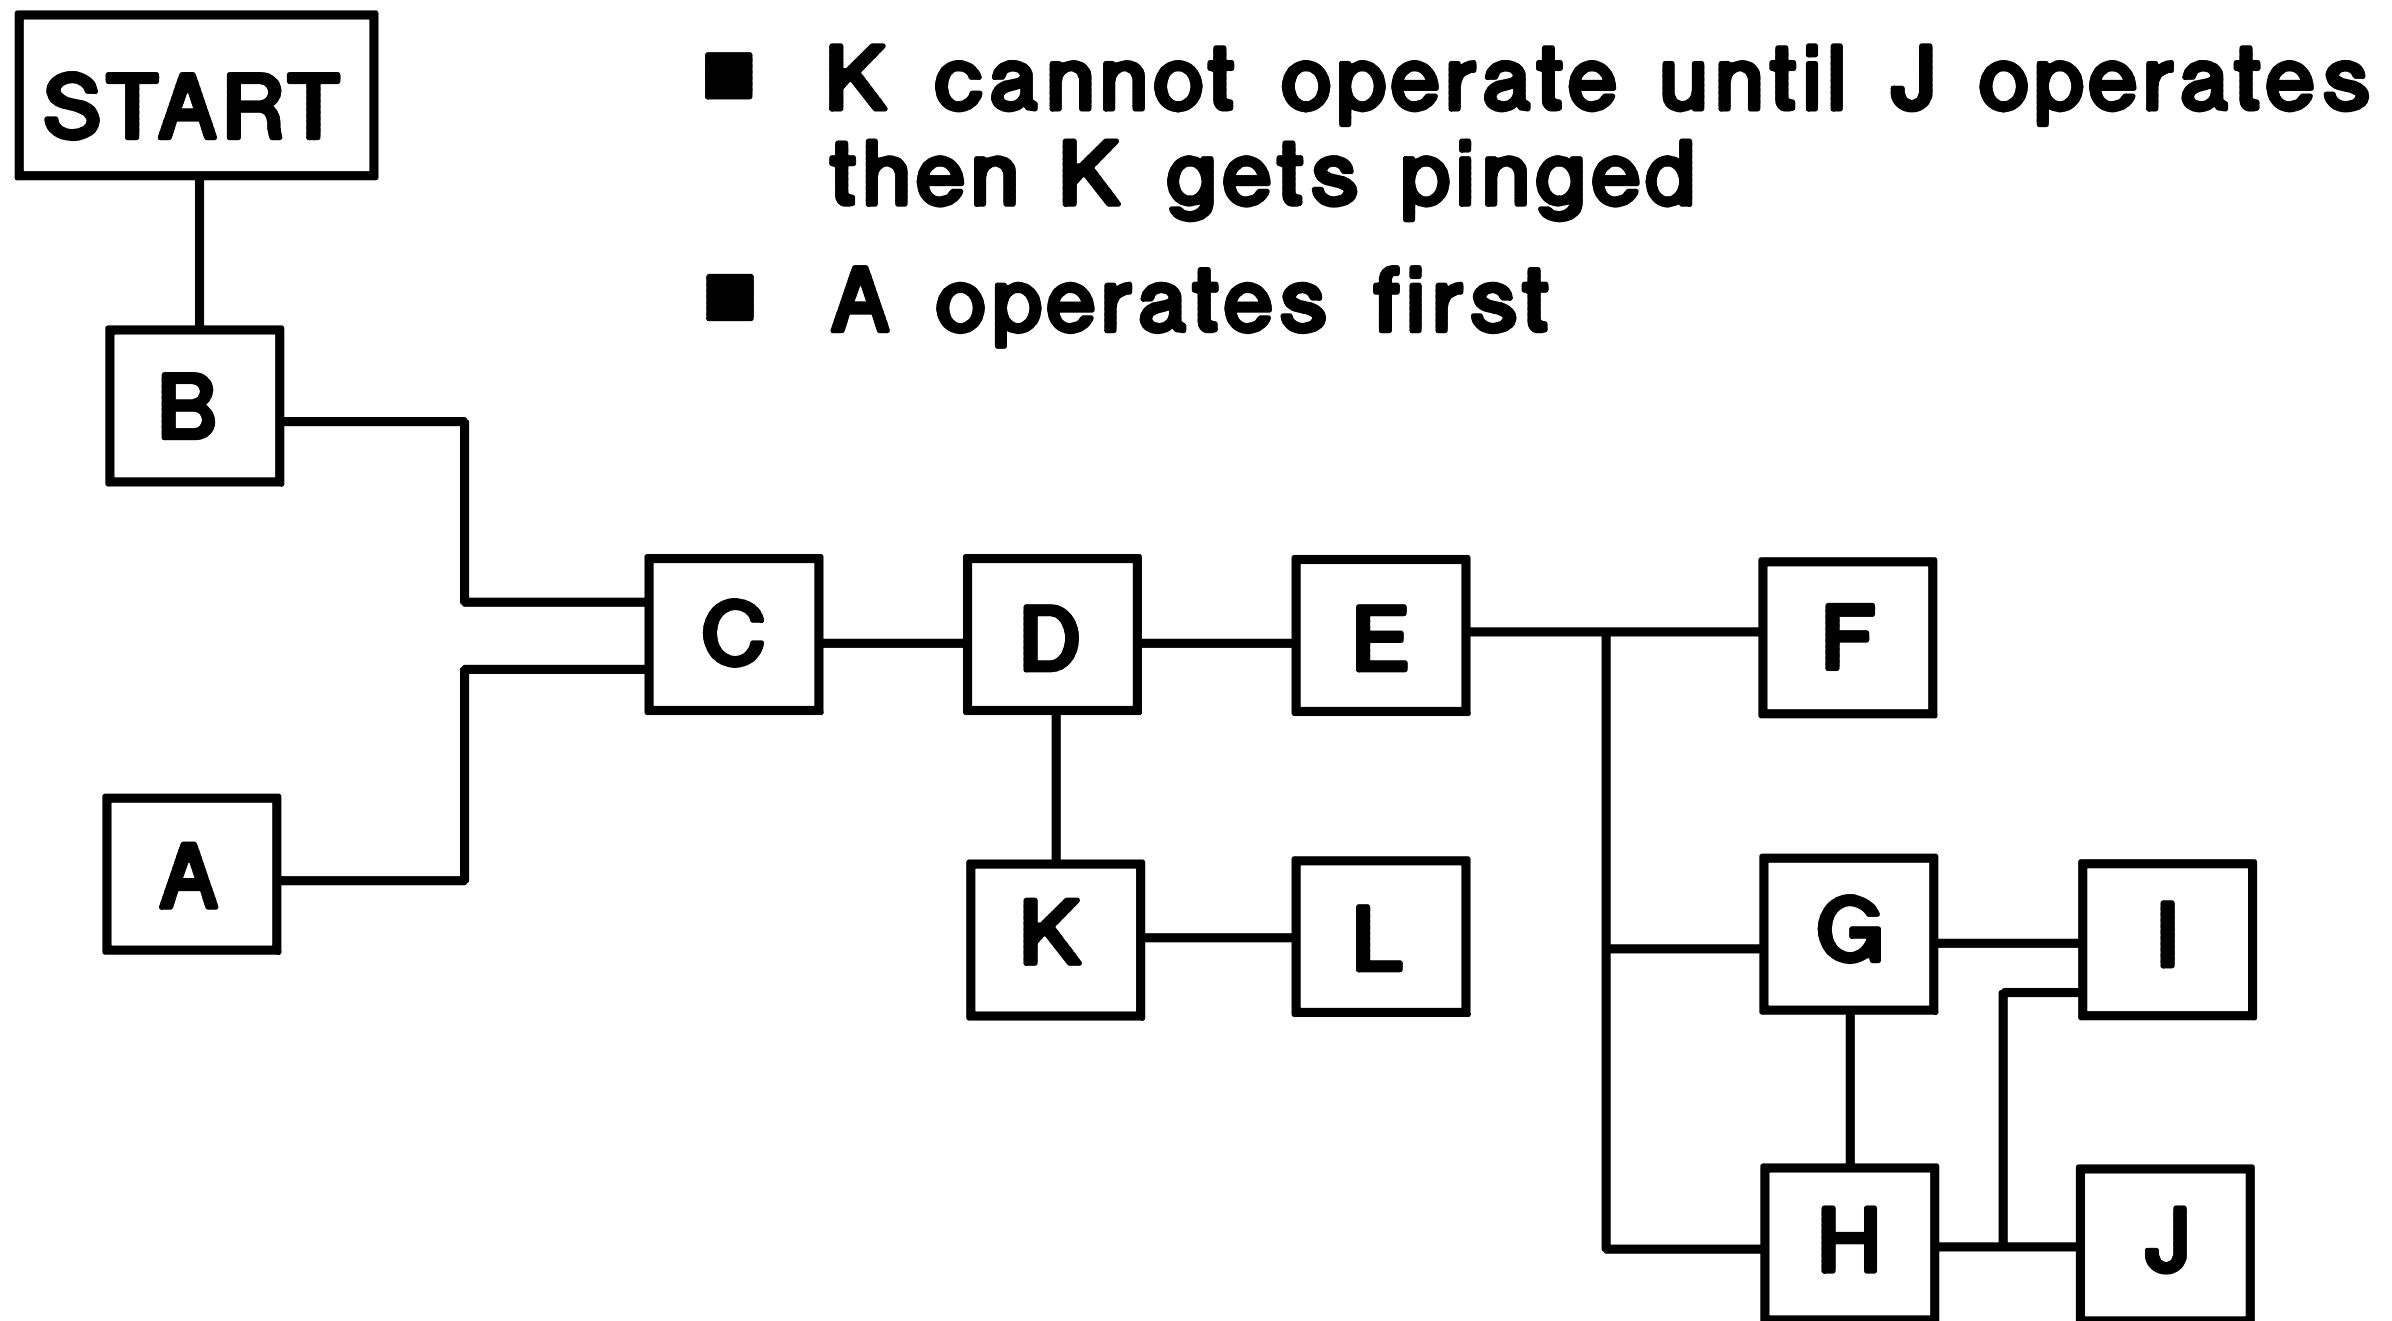 START
K cannot operate until J operates
then K gets pinged
A operates first
B
C
D
E
F
A
K
L
G
I
H
J